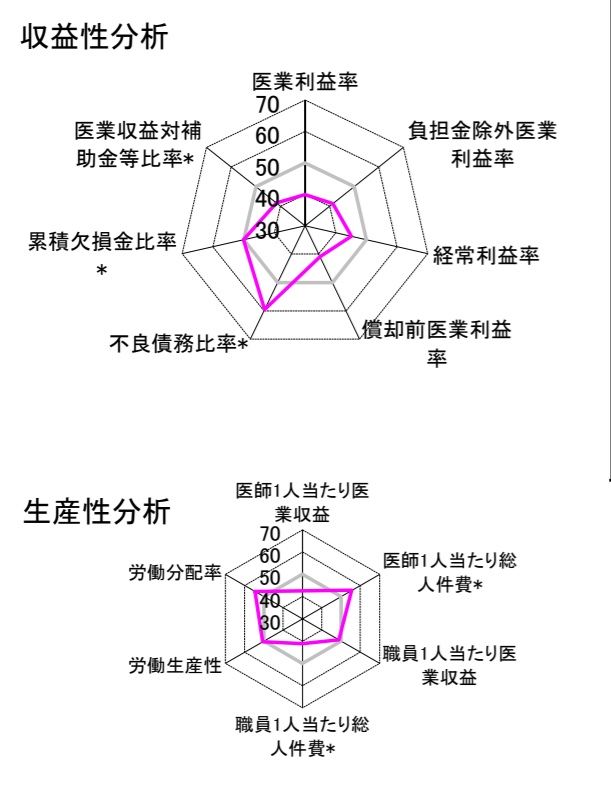 収益性分析
医業利益率
70
60
50
40
30
負担金除外医業
利益率
経常利益率
償却前医業利益
率
不良債務比率*
累積欠損金比率
*
医業収益対補
助金等比率*
生産性分析
医師1人当たり医
業収益
70
60
50
40
30
医師1人当たり総
人件費*
職員1人当たり医
業収益
職員1人当たり総
人件費*
労働生産性
労働分配率